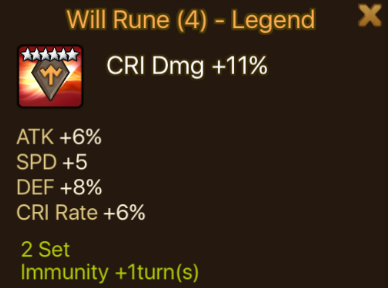 Will Rune (4) - Legend
CRI Dmg +11%
ATK +6%
SPD +5
DEF +8%
CRI Rate +6%
2 Set
Immunity +1turn(s)